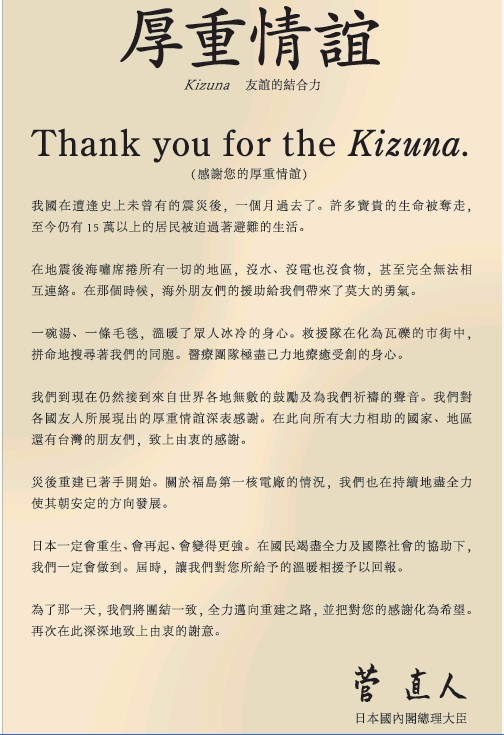 厚重情誼
Kizuna 友誼的結合力
Thank you for the Kizuna.
(感謝您的厚重情誼)
我國在遭逢史上未曾有的震災後，一個月過去了。許多寶貴的生命被奪走，
至今仍有 15 萬以上的居民被迫過著避難的生活。
在地震後海嘯席捲所有一切的地區，沒水、沒電也沒食物，甚至完全無法相
互連絡。在那個時候，海外朋友們的援助給我們帶來了莫大的勇氣。
一碗湯、一條毛毯，溫暖了眾人冰冷的身心。救援隊在化為瓦礫的市街中，
拼命地搜尋著我們的同胞。醫療團隊極盡己力地療癒受創的身心。
我們到現在仍然接到來自世界各地無數的鼓勵及為我們祈禱的聲音。我們對
各國友人所展現出的厚重情誼深表感謝。在此向所有大力相助的國家、地區
還有台灣的朋友們，致上由衷的感謝。
災後重建已著手開始。關於福島第一核電廠的情況，我們也在持續地盡全力
使其朝安定的方向發展。
日本一定會重生、會再起、會變得更強。在國民竭盡全力及國際社會的協助下，
我們一定會做到。屆時，讓我們對您所給予的溫暖相援予以回報。
為了那一天，我們將團結一致，全力邁向重建之路，並把對您的感謝化為希望。
再次在此深深地致上由衷的謝意。
菅 直人
日本國內閣總理大臣